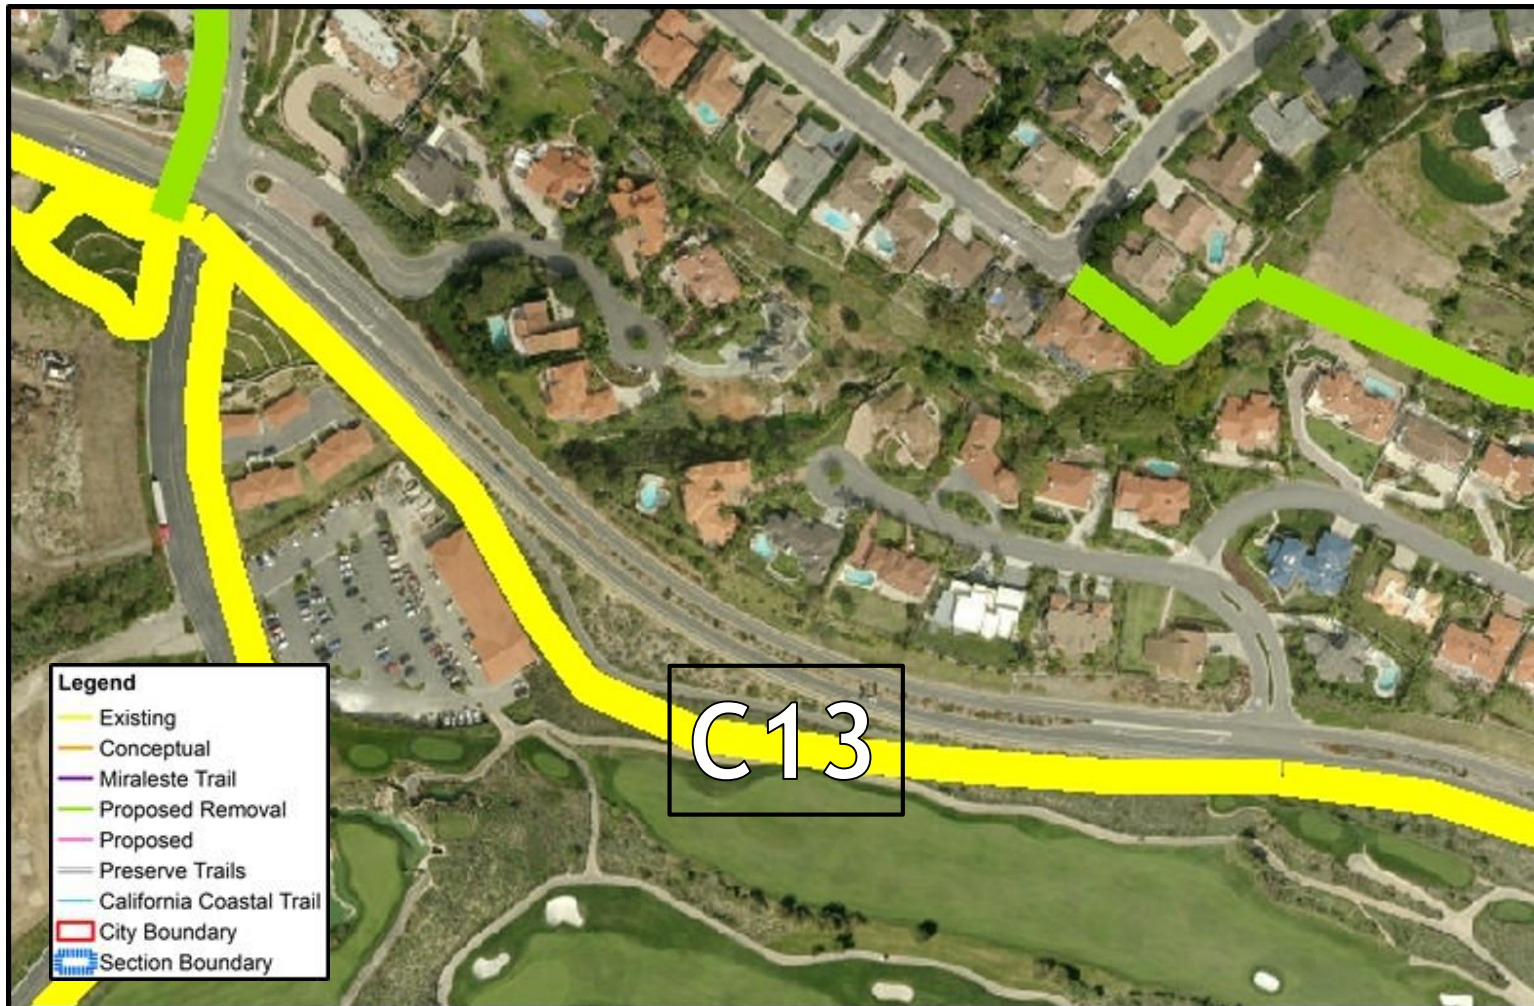 C13
Legend
Existing
Conceptual
Miraleste Trail
Proposed Removal
Proposed
Preserve Trails
California Coastal Trail
City Boundary
Section Boundary